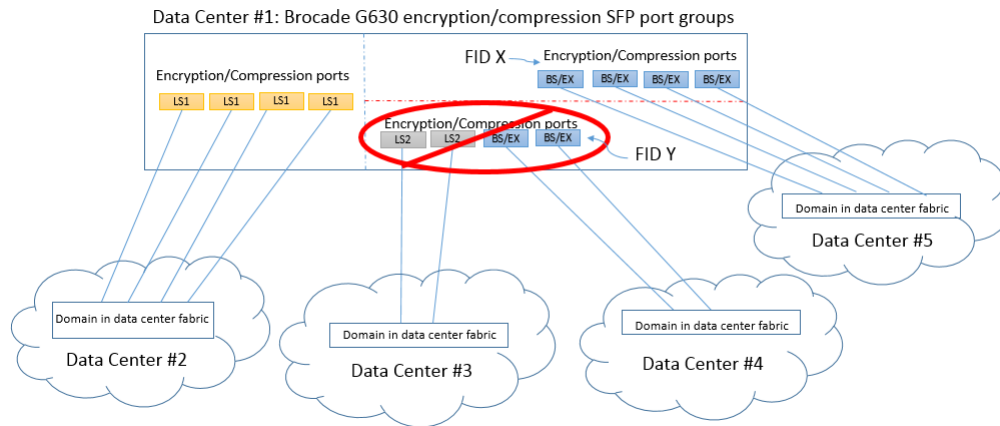 Data Center #1: Brocade G630 encryption/compression SFP port groups
FID X
Encryption/Compression ports
BS/EX BS/EX BS/EX BS/EX
Encryption/Compression ports
LS1 LS1 LS1 LS1
Encryption/Compression ports
LS2 LS2 BS/EX BS/EX
FID Y
Domain in data center fabric
Data Center #5
Domain in data center fabric
Data Center #2
Domain in data center fabric
Data Center #3
Domain in data center fabric
Data Center #4